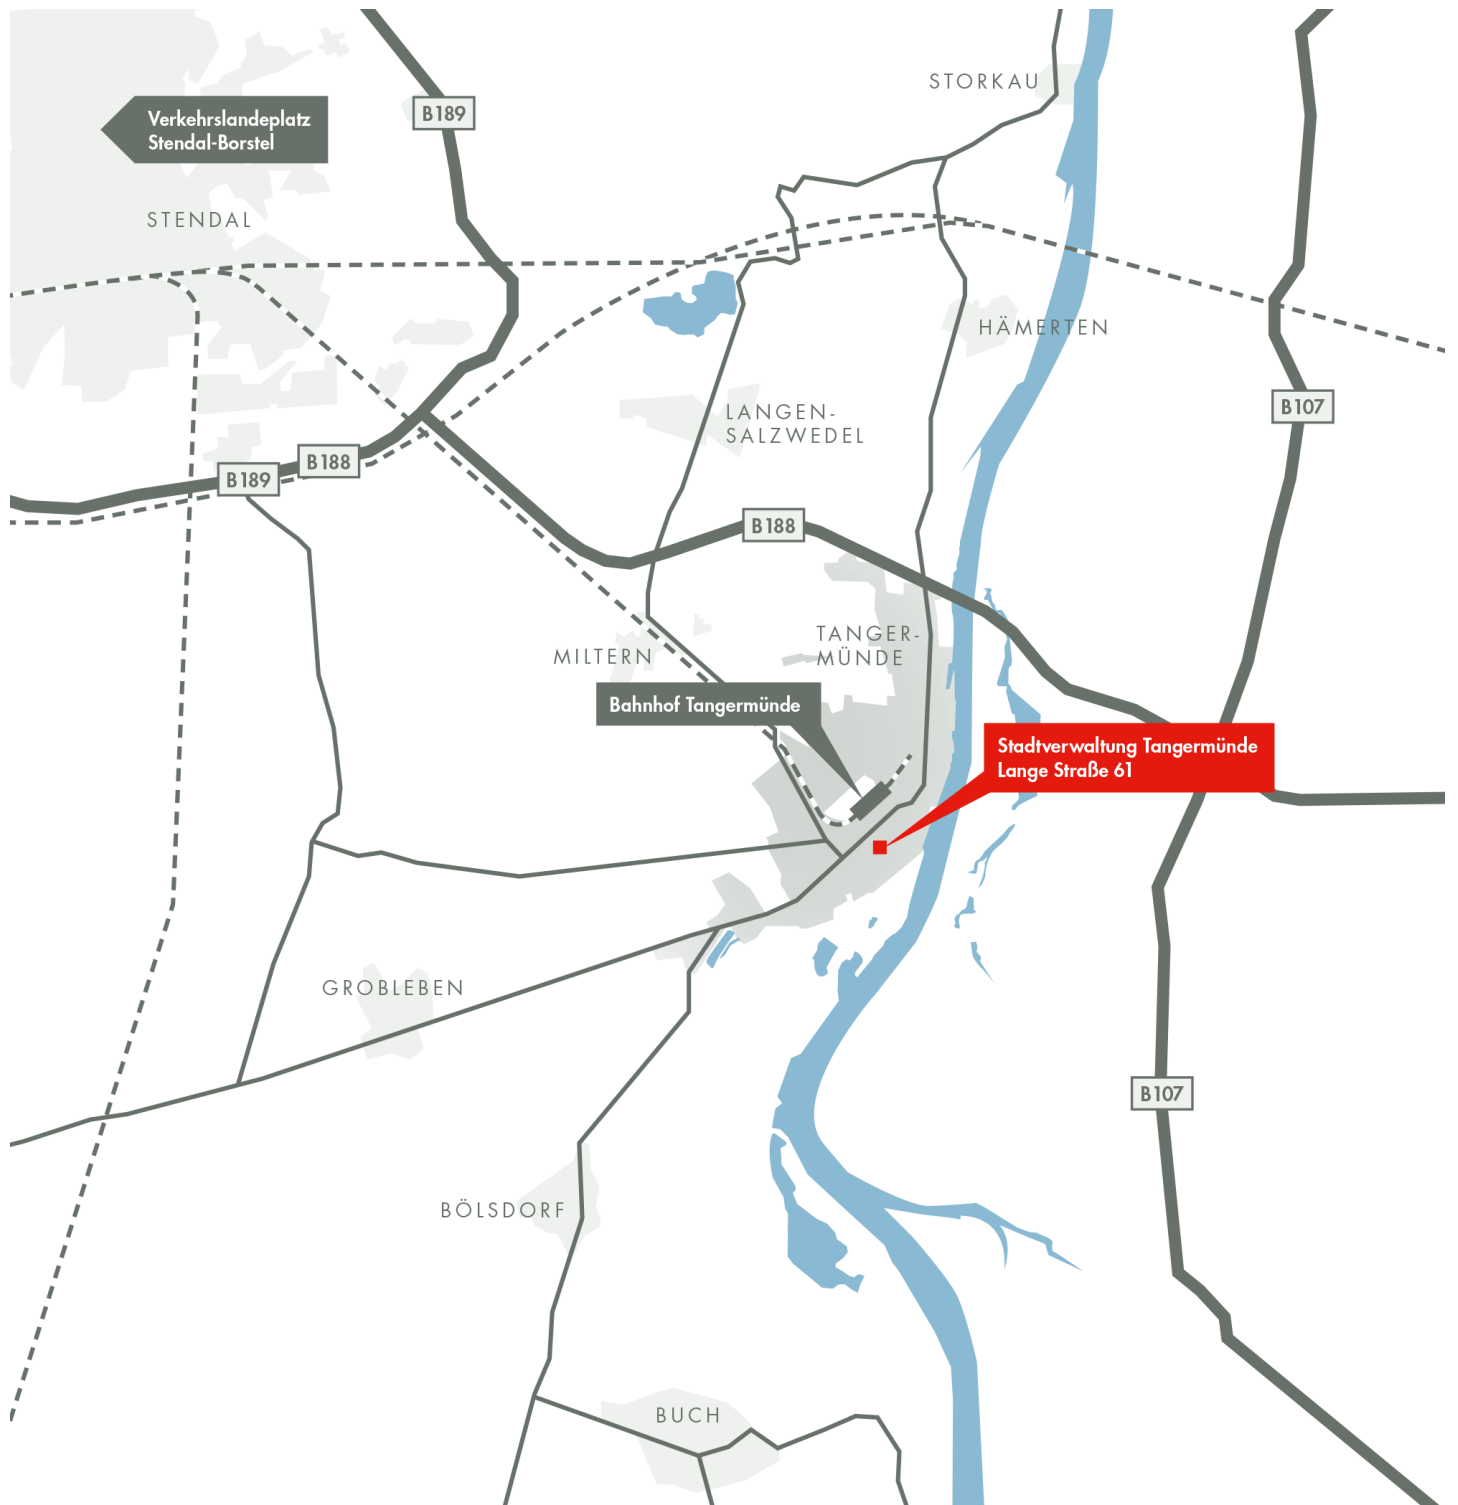 STORKAU
B189
Verkehrslandeplatz
Stendal-Borstel
STENDAL
HÄMERTEN
B107
LANGEN-
SALZWEDEL
B188
B189
B188
TANGER-
MÜNDE
MILTERN
Bahnhof Tangermünde
Stadtverwaltung Tangermünde
Lange Straße 61
GROBLEBEN
B107
BÖLSDORF
BUCH